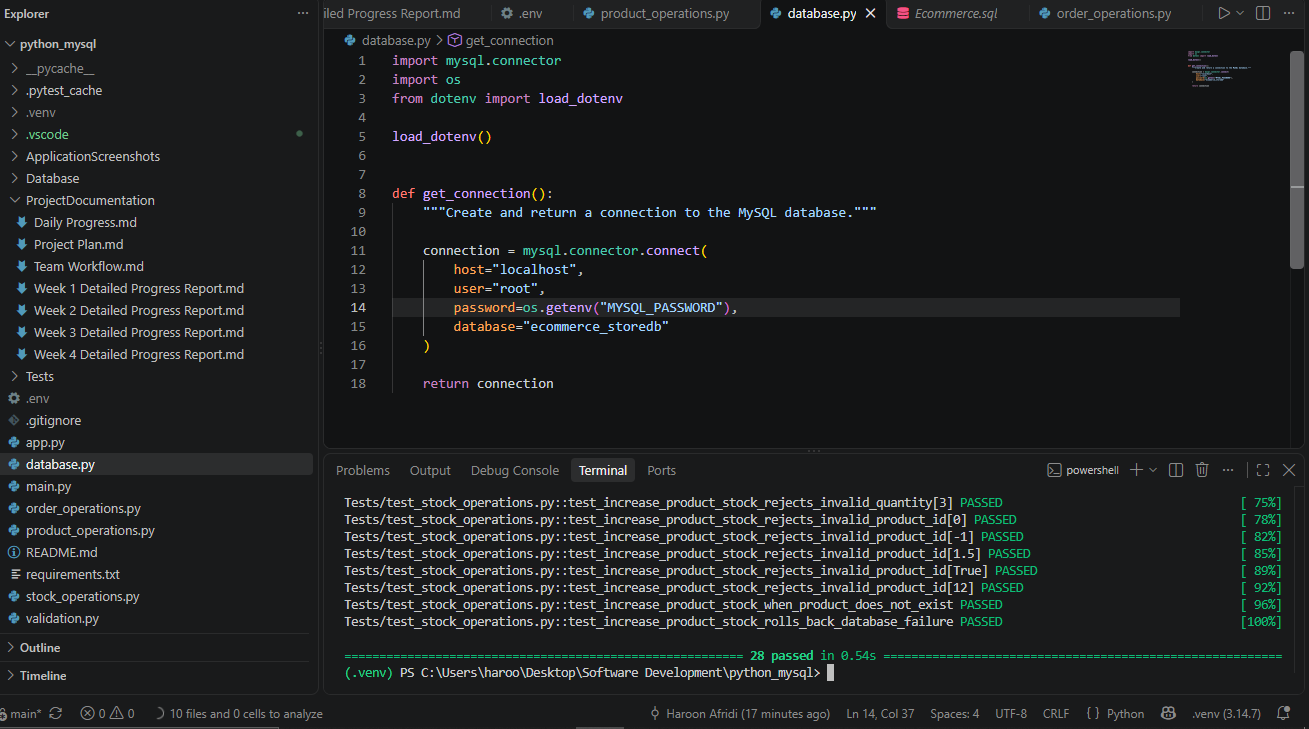 Explorer
python_mysql
__pycache__
.pytest_cache
.venv
.vscode
ApplicationScreenshots
Database
ProjectDocumentation
Daily Progress.md
Project Plan.md
Team Workflow.md
Week 1 Detailed Progress Report.md
Week 2 Detailed Progress Report.md
Week 3 Detailed Progress Report.md
Week 4 Detailed Progress Report.md
Tests
.env
.gitignore
app.py
database.py
main.py
order_operations.py
product_operations.py
README.md
requirements.txt
stock_operations.py
validation.py
Outline
Timeline
iled Progress Report.md .env product_operations.py database.py Ecommerce.sql order_operations.py
database.py > get_connection
1 import mysql.connector
2 import os
3 from dotenv import load_dotenv
4
5 load_dotenv()
6
7
8 def get_connection():
9 """Create and return a connection to the MySQL database."""
10
11 connection = mysql.connector.connect(
12 host="localhost",
13 user="root",
14 password=os.getenv("MYSQL_PASSWORD"),
15 database="ecommerce_storedb"
16 )
17
18 return connection
Problems Output Debug Console Terminal Ports powershell
Tests/test_stock_operations.py::test_increase_product_stock_rejects_invalid_quantity[3] PASSED [ 75%]
Tests/test_stock_operations.py::test_increase_product_stock_rejects_invalid_product_id[0] PASSED [ 78%]
Tests/test_stock_operations.py::test_increase_product_stock_rejects_invalid_product_id[-1] PASSED [ 82%]
Tests/test_stock_operations.py::test_increase_product_stock_rejects_invalid_product_id[1.5] PASSED [ 85%]
Tests/test_stock_operations.py::test_increase_product_stock_rejects_invalid_product_id[True] PASSED [ 89%]
Tests/test_stock_operations.py::test_increase_product_stock_rejects_invalid_product_id[12] PASSED [ 92%]
Tests/test_stock_operations.py::test_increase_product_stock_when_product_does_not_exist PASSED [ 96%]
Tests/test_stock_operations.py::test_increase_product_stock_rolls_back_database_failure PASSED [100%]
28 passed in 0.54s
(.venv) PS C:\Users\haroo\Desktop\Software Development\python_mysql>
main* 0 0 10 files and 0 cells to analyze Haroon Afridi (17 minutes ago) Ln 14, Col 37 Spaces: 4 UTF-8 CRLF { } Python .venv (3.14.7)